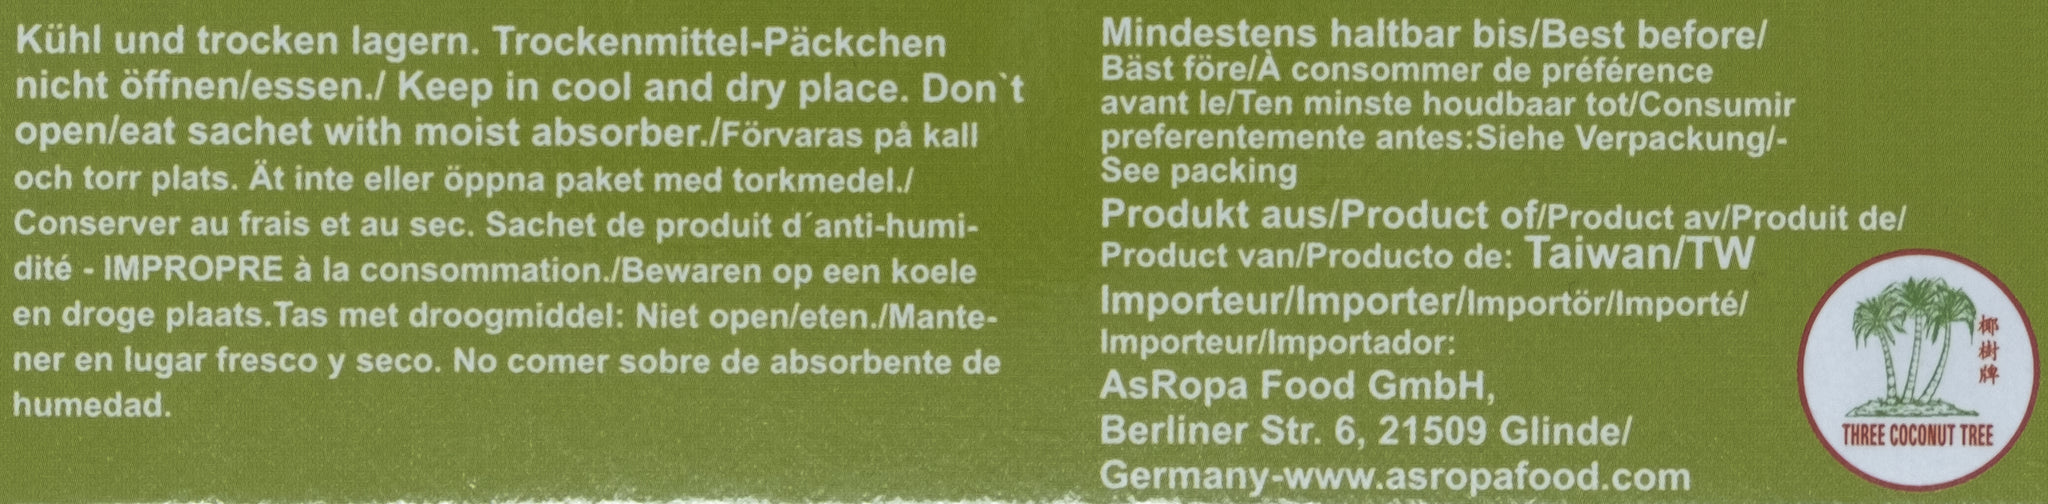 Kühl und trocken lagern. Trockenmittel-Päckchen
nicht öffnen/essen./ Keep in cool and dry place. Don`t
open/eat sachet with moist absorber./Förvaras på kall
och torr plats. Ät inte eller öppna paket med torkmedel./
Conserver au frais et au sec. Sachet de produit d´anti-humi-
dité - IMPROPRE à la consommation./Bewaren op een koele
en droge plaats.Tas met droogmiddel: Niet open/eten./Mante-
ner en lugar fresco y seco. No comer sobre de absorbente de
humedad.
Mindestens haltbar bis/Best before/
Bäst före/À consommer de préférence
avant le/Ten minste houdbaar tot/Consumir
preferentemente antes:Siehe Verpackung/-
See packing
Produkt aus/Product of/Product av/Produit de/
Product van/Producto de: Taiwan/TW
Importeur/Importer/Importör/Importé/
Importeur/Importador:
AsRopa Food GmbH,
Berliner Str. 6, 21509 Glinde/
Germany-www.asropafood.com
椰樹牌
THREE COCONUT TREE